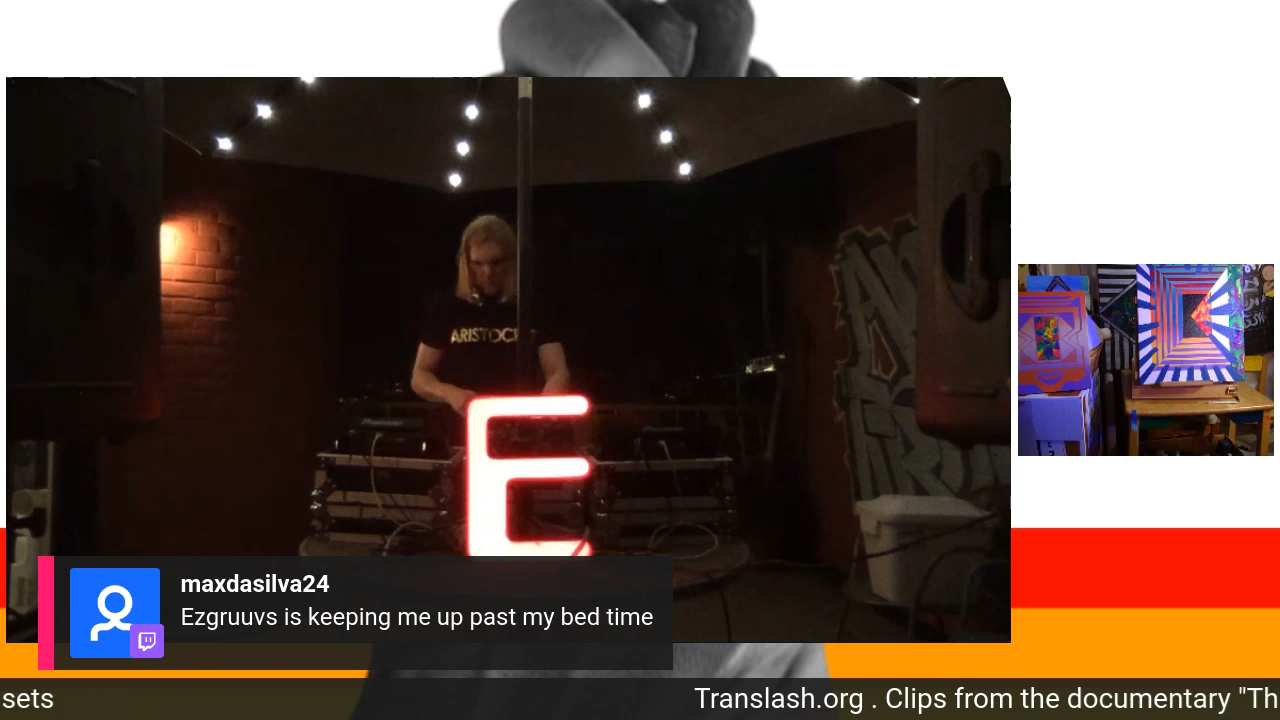 ARISTOC
E
maxdasilva24
Ezgruuvs is keeping me up past my bed time
sets
Translash.org . Clips from the documentary "Th